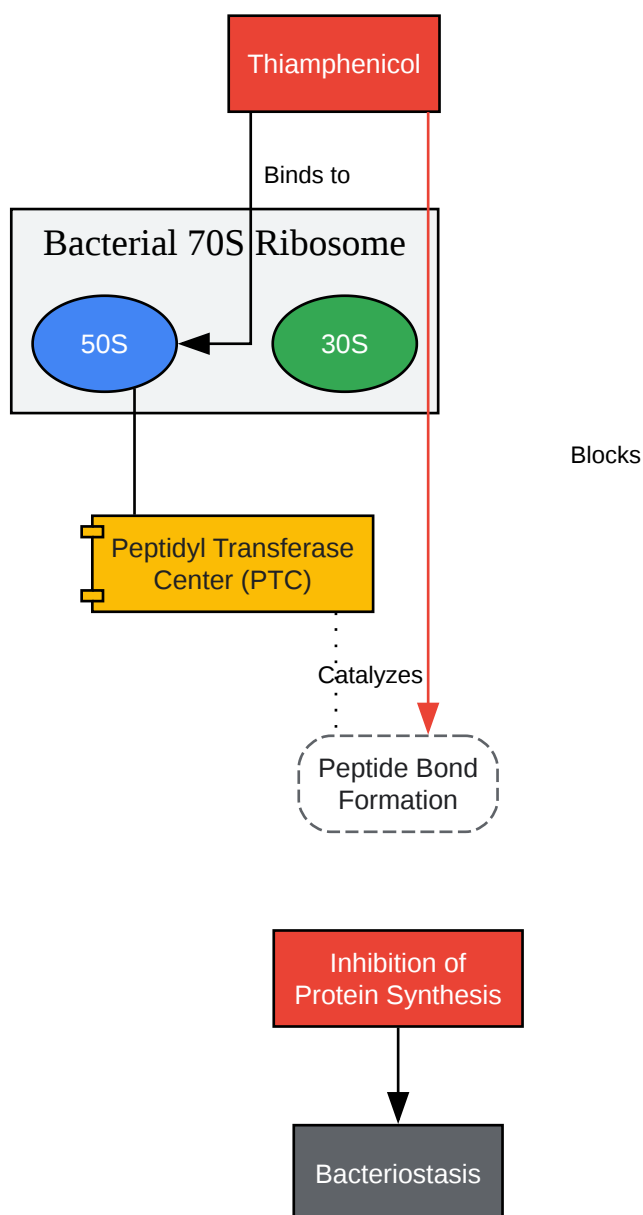 Thiamphenicol
Binds to
Bacterial 70S Ribosome
50S
30S
Blocks
Peptidyl Transferase
Center (PTC)
Catalyzes
Peptide Bond
Formation
Inhibition of
Protein Synthesis
Bacteriostasis